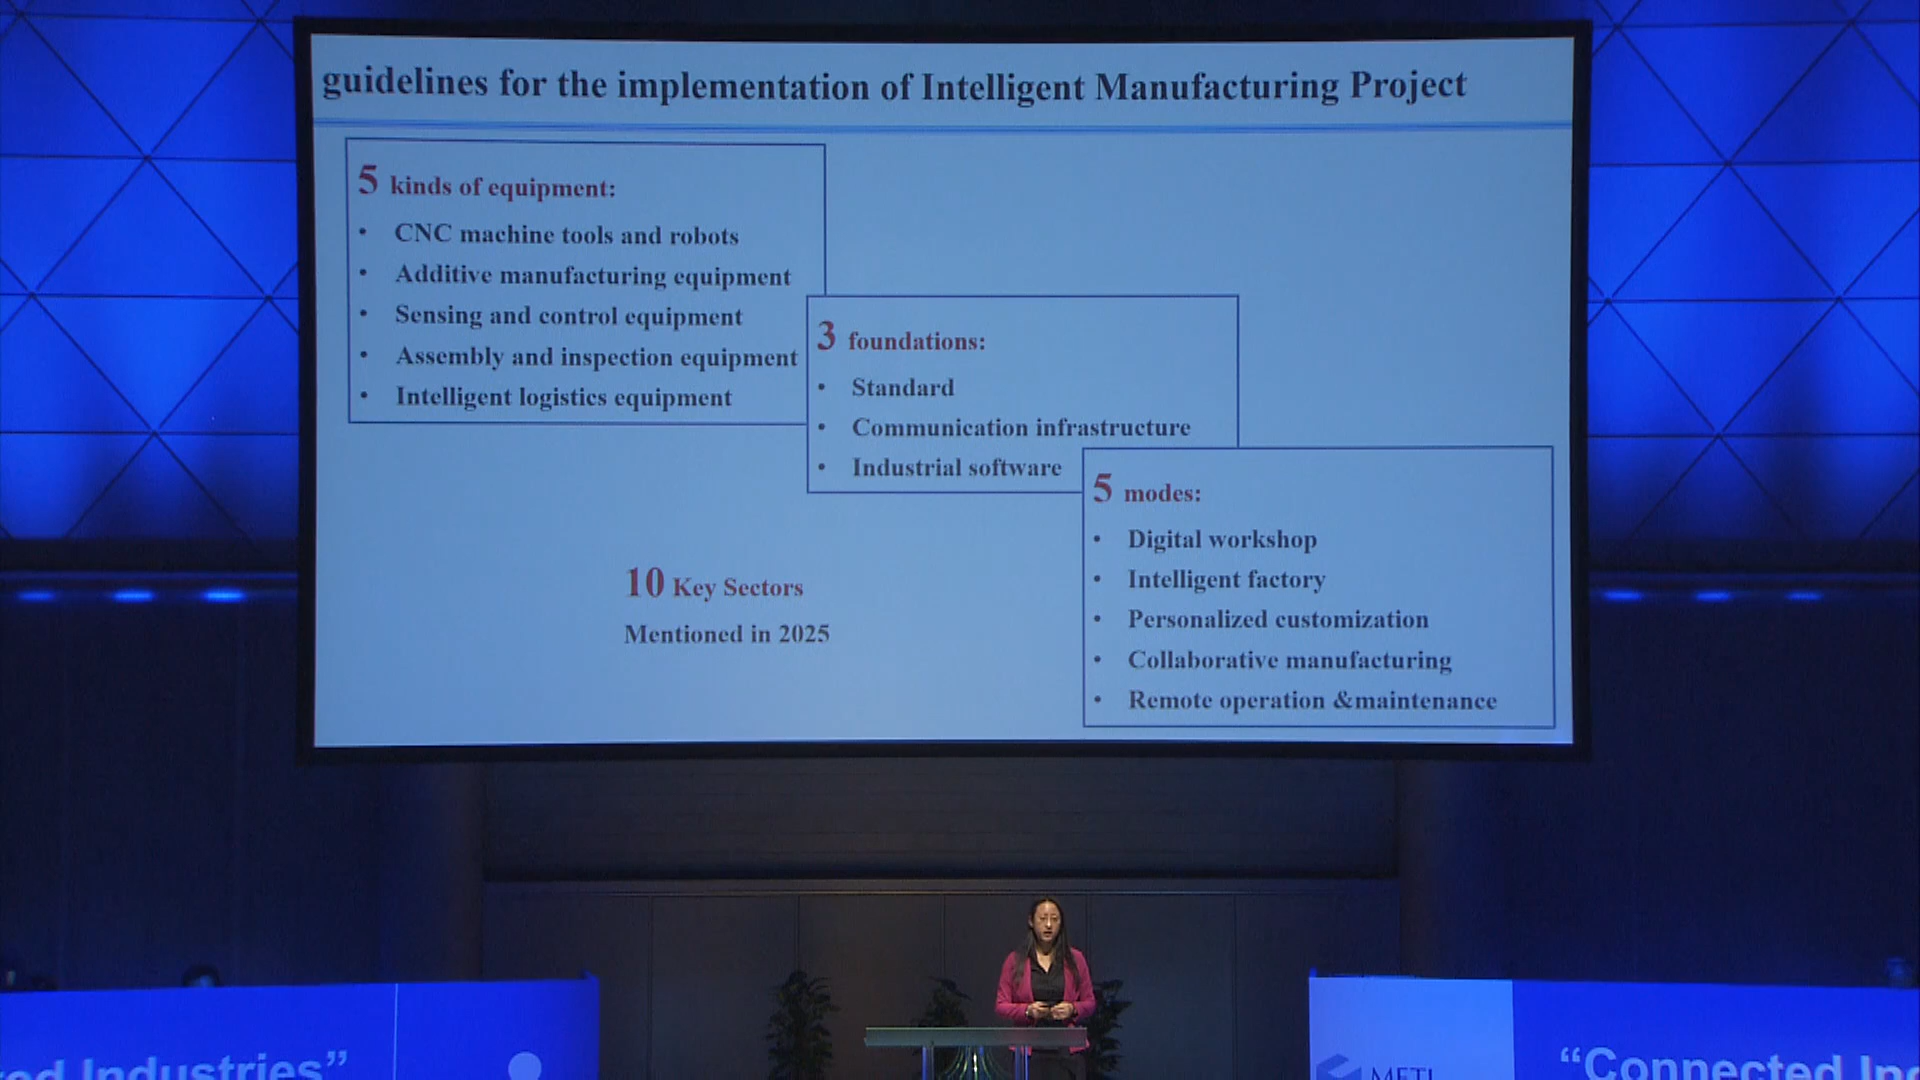 guidelines for the implementation of Intelligent Manufacturing Project
5 kinds of equipment:
• CNC machine tools and robots
• Additive manufacturing equipment
• Sensing and control equipment
• Assembly and inspection equipment
• Intelligent logistics equipment
3 foundations:
• Standard
• Communication infrastructure
• Industrial software
5 modes:
• Digital workshop
• Intelligent factory
• Personalized customization
• Collaborative manufacturing
• Remote operation &maintenance
10 Key Sectors
Mentioned in 2025
ed Industries”
METI
“Connected Ind